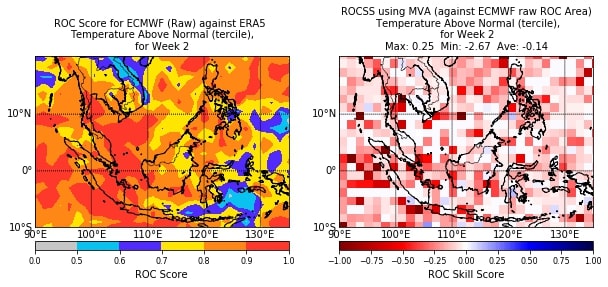 ROC Score for ECMWF (Raw) against ERA5
Temperature Above Normal (tercile),
for Week 2
10°N
0°
10°S
90°E 100°E 110°E 120°E 130°E
0.0 0.5 0.6 0.7 0.8 0.9 1.0
ROC Score
ROCSS using MVA (against ECMWF raw ROC Area)
Temperature Above Normal (tercile),
for Week 2
Max: 0.25 Min: -2.67 Ave: -0.14
10°N
0°
10°S
90°E 100°E 110°E 120°E 130°E
−1.00 −0.75 −0.50 −0.25 0.00 0.25 0.50 0.75 1.00
ROC Skill Score